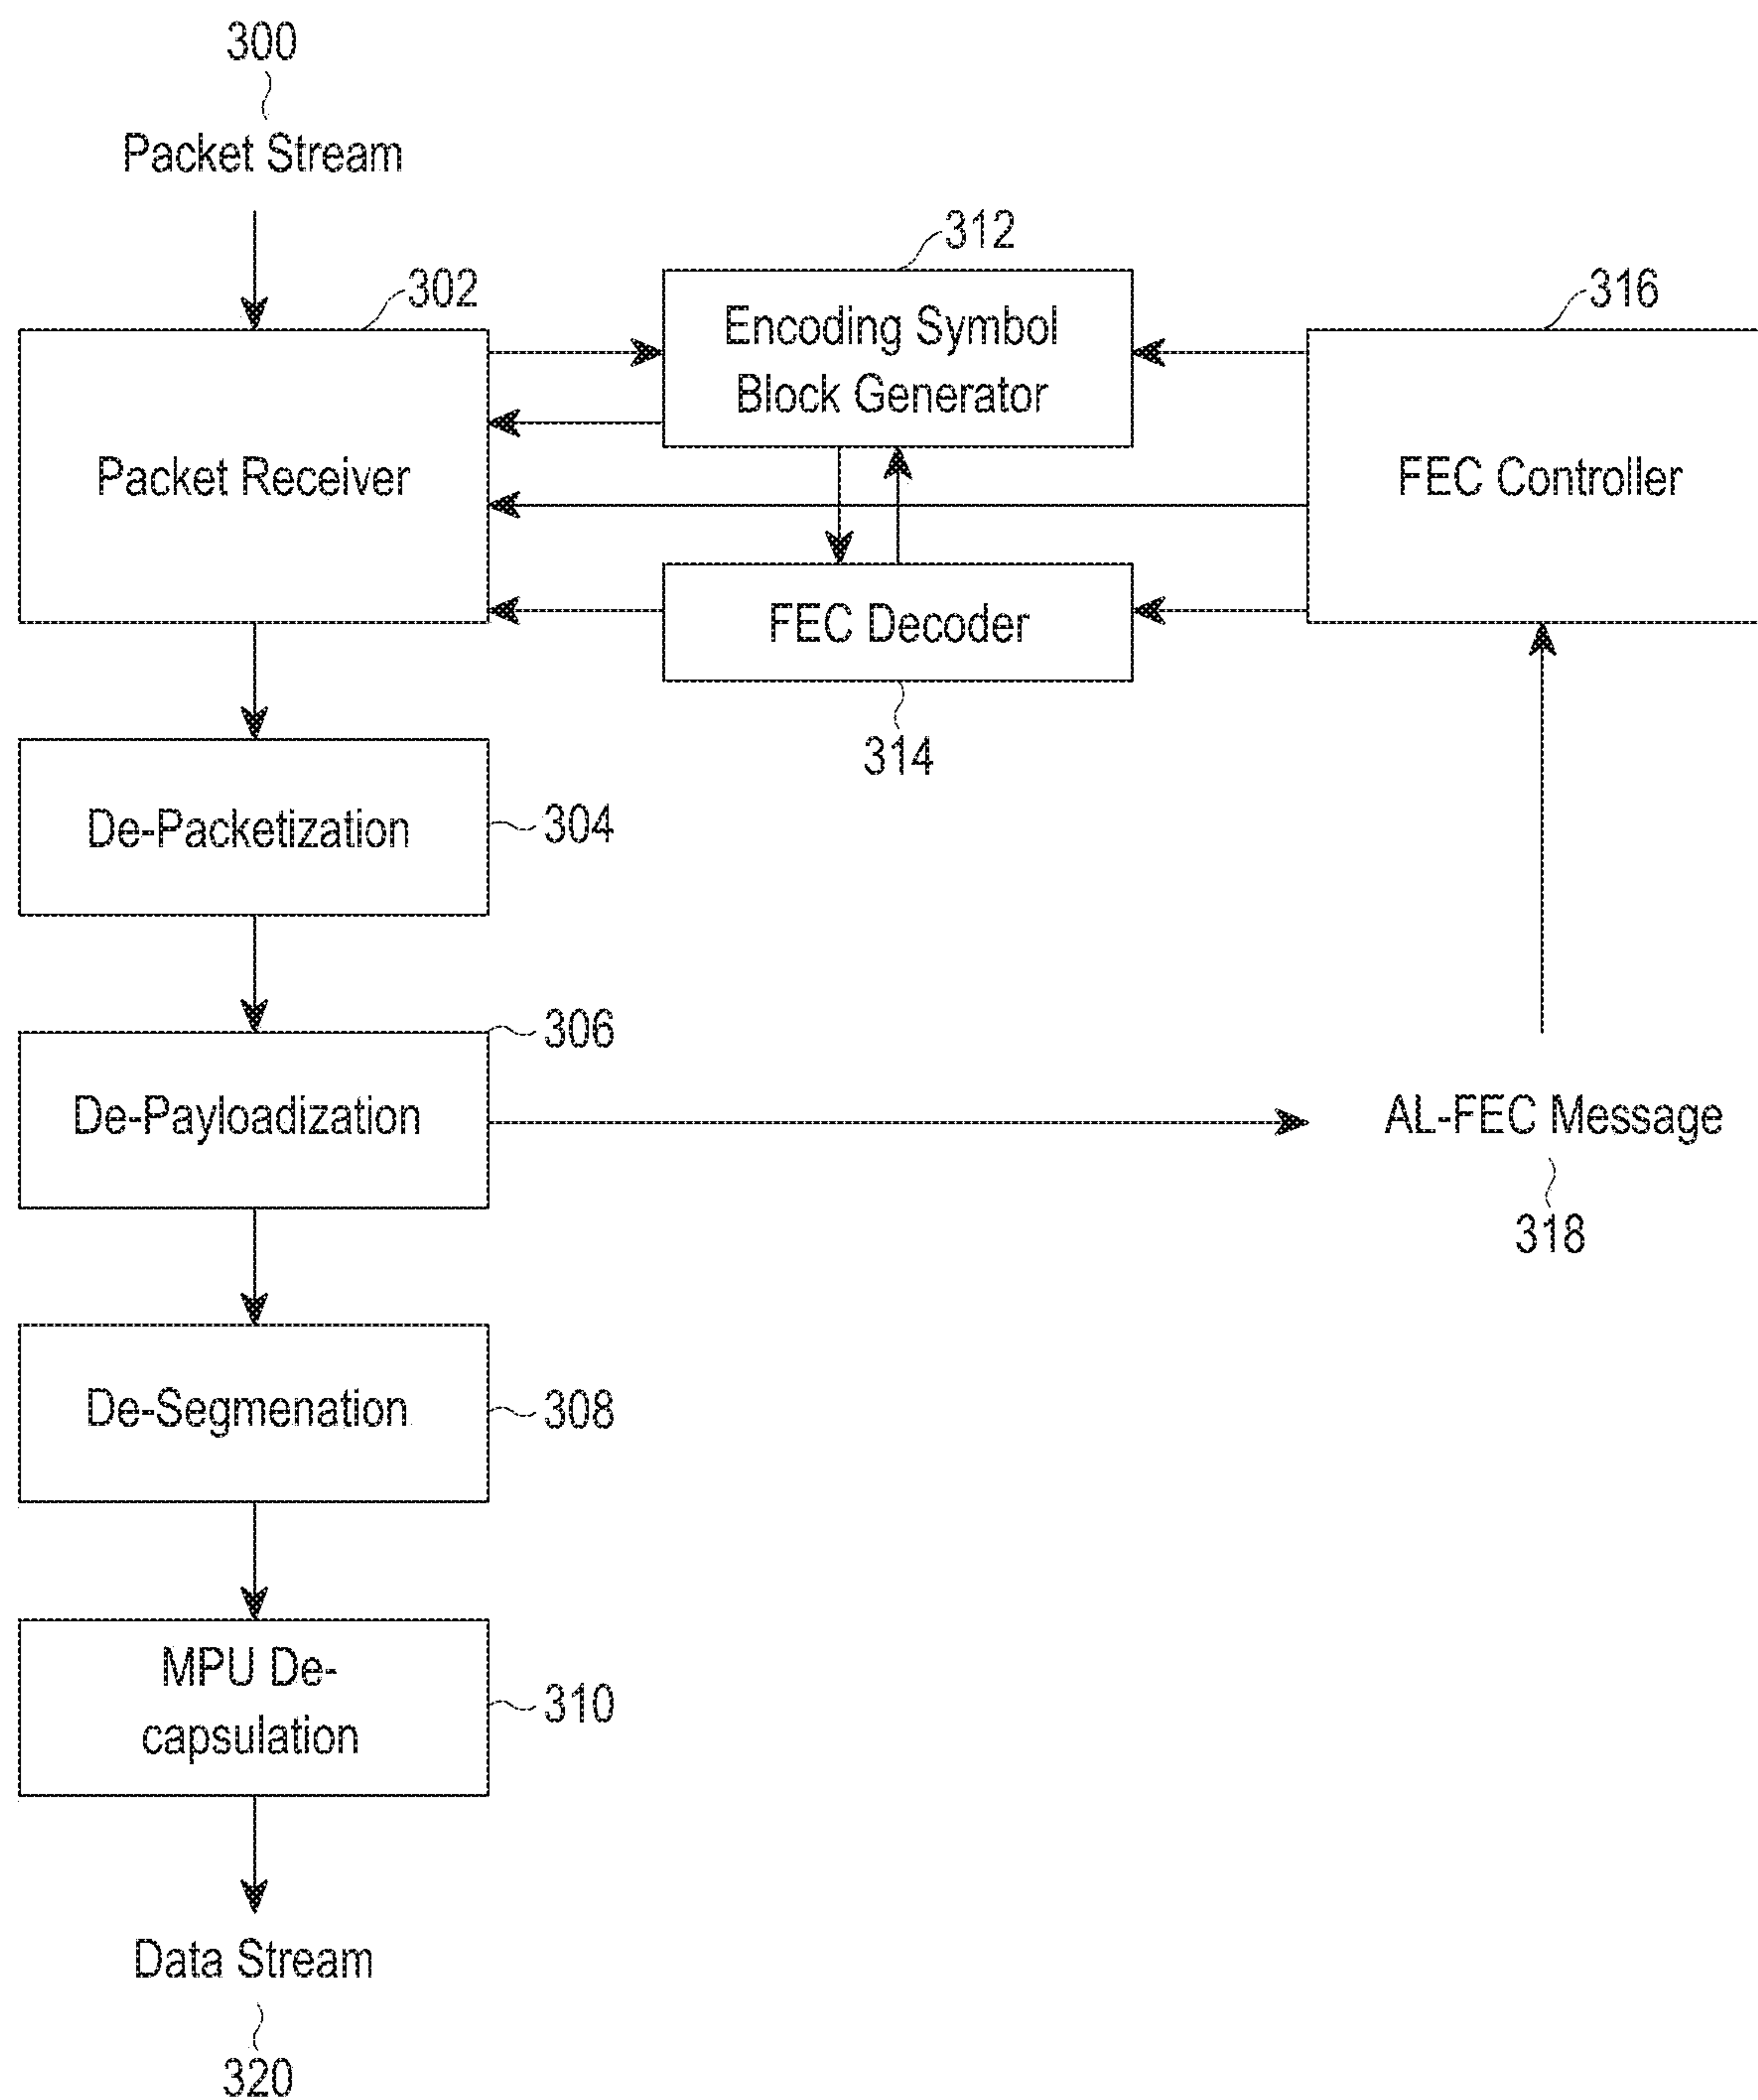 300
Packet Stream
312
302
316
Encoding Symbol
Block Generator
Packet Receiver
FEC Controller
FEC Decoder
314
De-Packetization
304
306
De-Payloadization
AL-FEC Message
318
De-Segmenation
308
MPU De-
capsulation
310
Data Stream
320